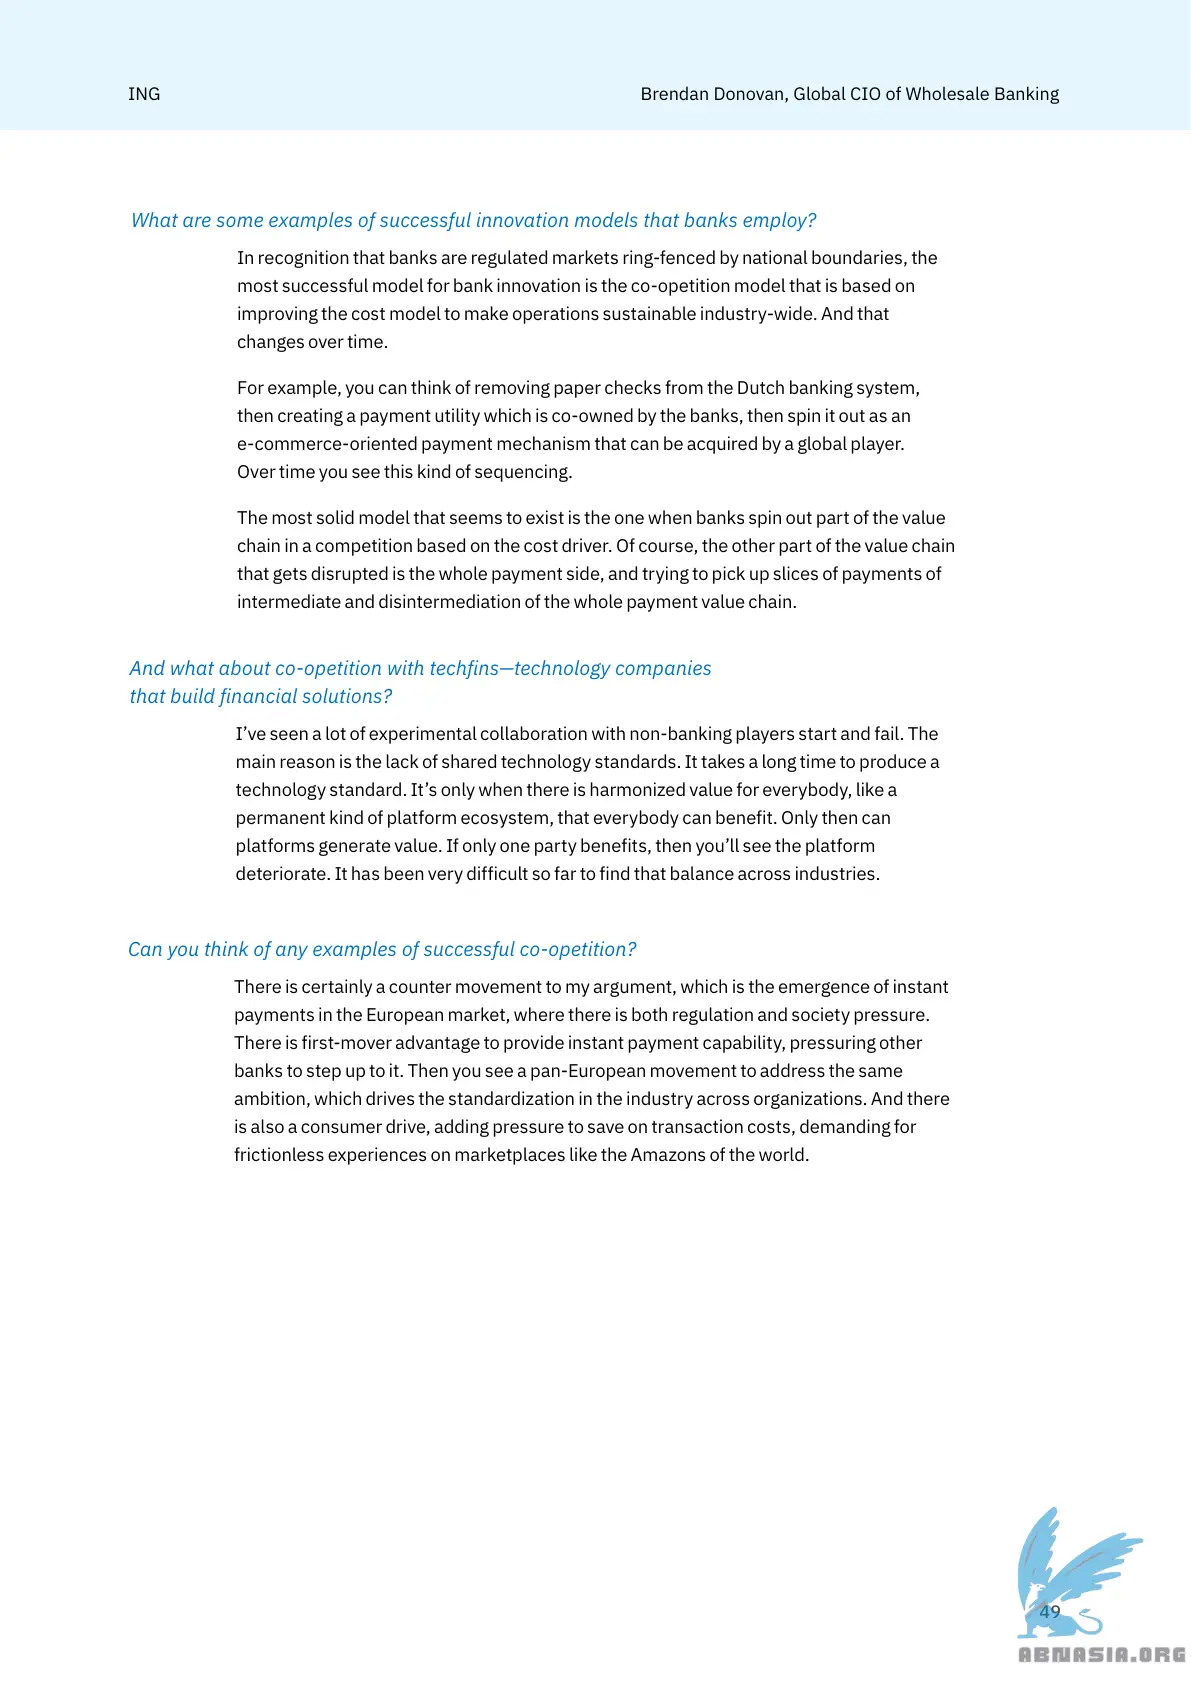 ING
Brendan Donovan, Global CIO of Wholesale Banking
What are some examples of successful innovation models that banks employ?
In recognition that banks are regulated markets ring-fenced by national boundaries, the
most successful model for bank innovation is the co-opetition model that is based on
improving the cost model to make operations sustainable industry-wide. And that
changes over time.
For example, you can think of removing paper checks from the Dutch banking system,
then creating a payment utility which is co-owned by the banks, then spin it out as an
e-commerce-oriented payment mechanism that can be acquired by a global player.
Over time you see this kind of sequencing.
The most solid model that seems to exist is the one when banks spin out part of the value
chain in a competition based on the cost driver. Of course, the other part of the value chain
that gets disrupted is the whole payment side, and trying to pick up slices of payments of
intermediate and disintermediation of the whole payment value chain.
And what about co-opetition with techfins—technology companies
that build financial solutions?
I’ve seen a lot of experimental collaboration with non-banking players start and fail. The
main reason is the lack of shared technology standards. It takes a long time to produce a
technology standard. It’s only when there is harmonized value for everybody, like a
permanent kind of platform ecosystem, that everybody can benefit. Only then can
platforms generate value. If only one party benefits, then you’ll see the platform
deteriorate. It has been very difficult so far to find that balance across industries.
Can you think of any examples of successful co-opetition?
There is certainly a counter movement to my argument, which is the emergence of instant
payments in the European market, where there is both regulation and society pressure.
There is first-mover advantage to provide instant payment capability, pressuring other
banks to step up to it. Then you see a pan-European movement to address the same
ambition, which drives the standardization in the industry across organizations. And there
is also a consumer drive, adding pressure to save on transaction costs, demanding for
frictionless experiences on marketplaces like the Amazons of the world.
49
ABNASIA.ORG